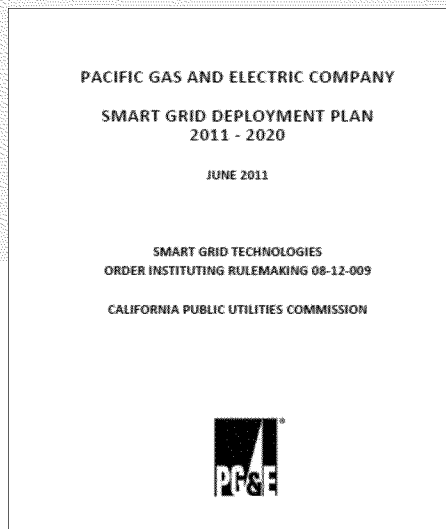 PACIFIC GAS AND ELECTRIC COMPANY
SMART GRID DEPLOYMENT PLAN
2011 - 2020
JUNE 2011
SMART GRID TECHNOLOGIES
ORDER INSTITUTING RULEMAKING 08-12-009
CALIFORNIA PUBLIC UTILITIES COMMISSION
PG&E®